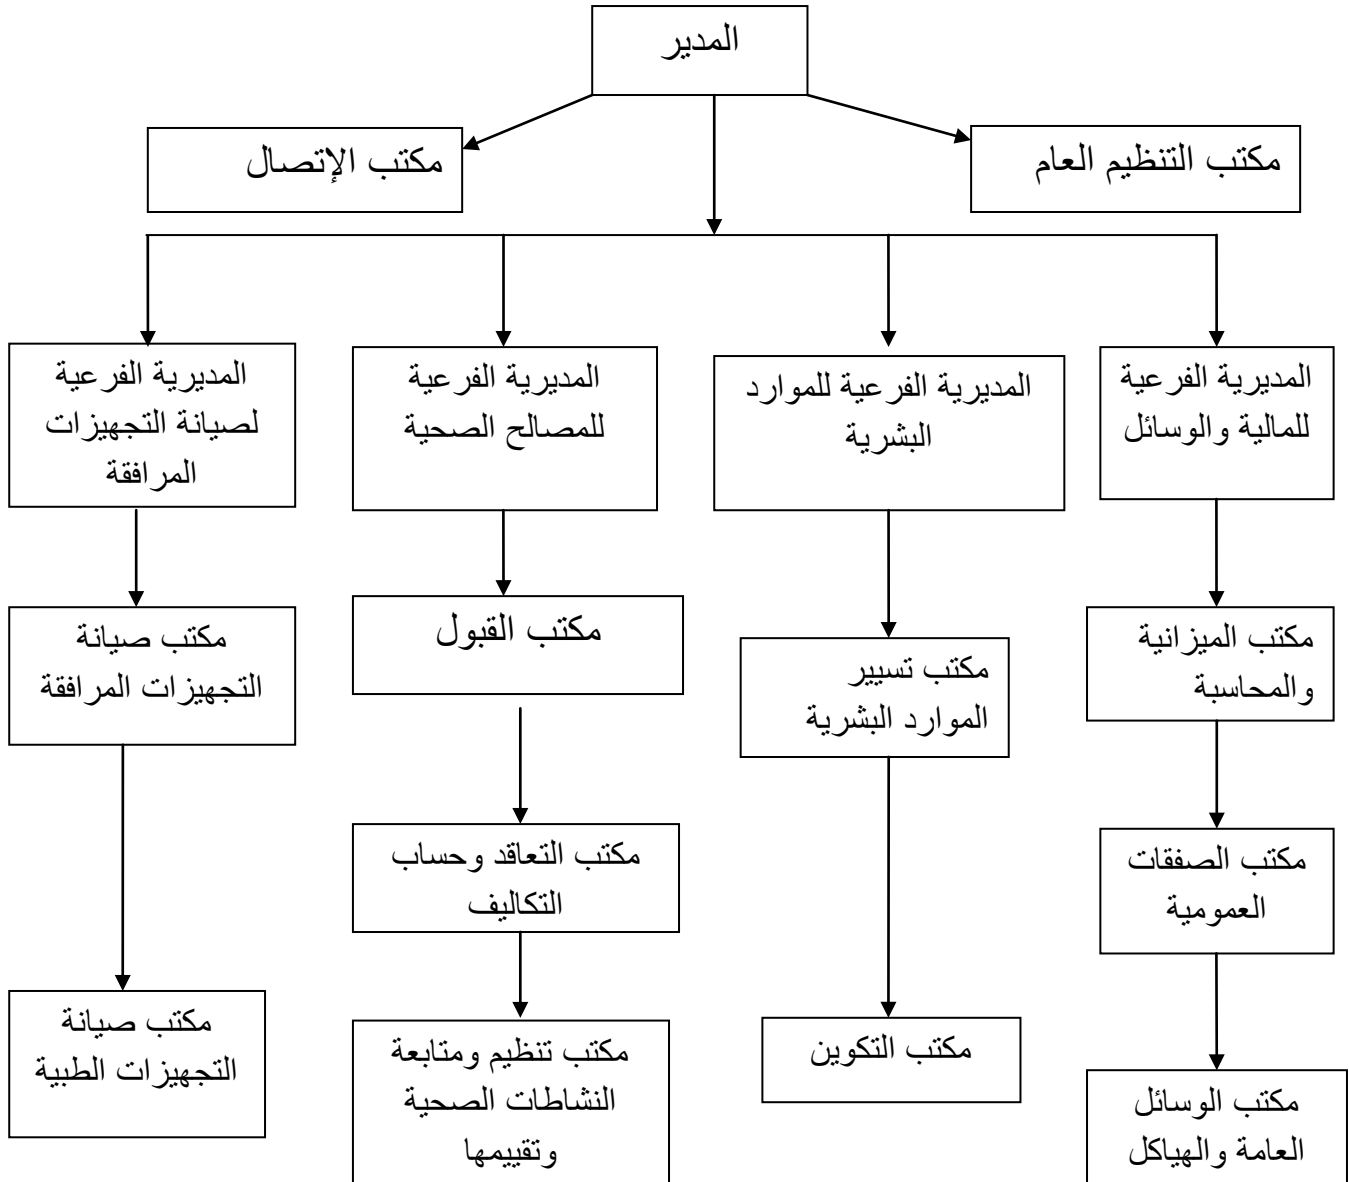 المدير
مكتب التنظيم العام
مكتب الإتصال
المديرية الفرعية
للمالية والوسائل
المديرية الفرعية للموارد
البشرية
المديرية الفرعية
للمصالح الصحية
المديرية الفرعية
لصيانة التجهيزات
المرافقة
مكتب الميزانية
والمحاسبة
مكتب تسيير
الموارد البشرية
مكتب القبول
مكتب صيانة
التجهيزات المرافقة
مكتب الصفقات
العمومية
مكتب التعاقد وحساب
التكاليف
مكتب الوسائل
العامة والهياكل
مكتب التكوين
مكتب تنظيم ومتابعة
النشاطات الصحية
وتقييمها
مكتب صيانة
التجهيزات الطبية